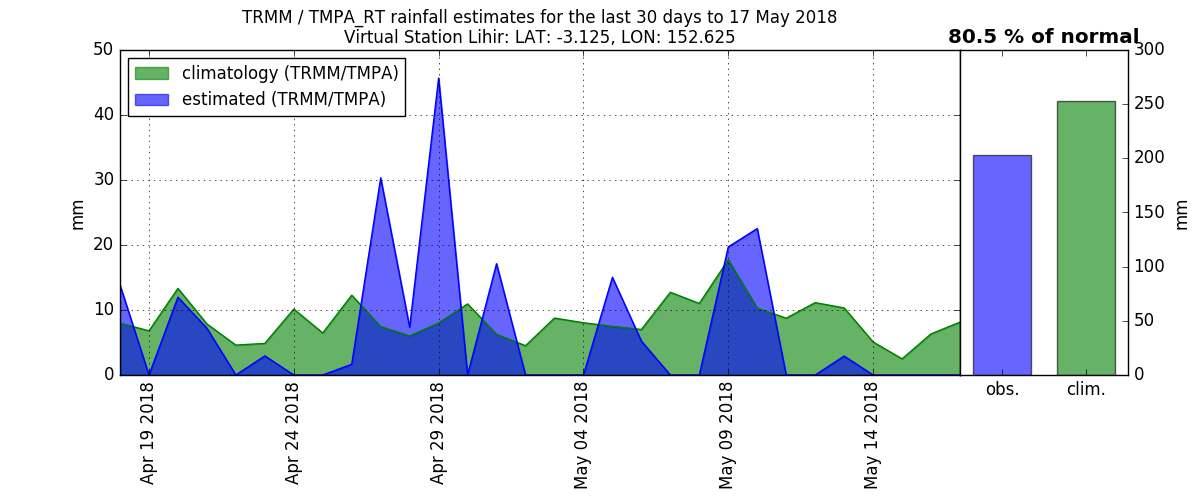 TRMM / TMPA_RT rainfall estimates for the last 30 days to 17 May 2018
Virtual Station Lihir: LAT: -3.125, LON: 152.625
80.5 % of normal
climatology (TRMM/TMPA)
estimated (TRMM/TMPA)
50
40
30
20
10
0
mm
Apr 19 2018
Apr 24 2018
Apr 29 2018
May 04 2018
May 09 2018
May 14 2018
300
250
200
150
100
50
0
mm
obs.
clim.